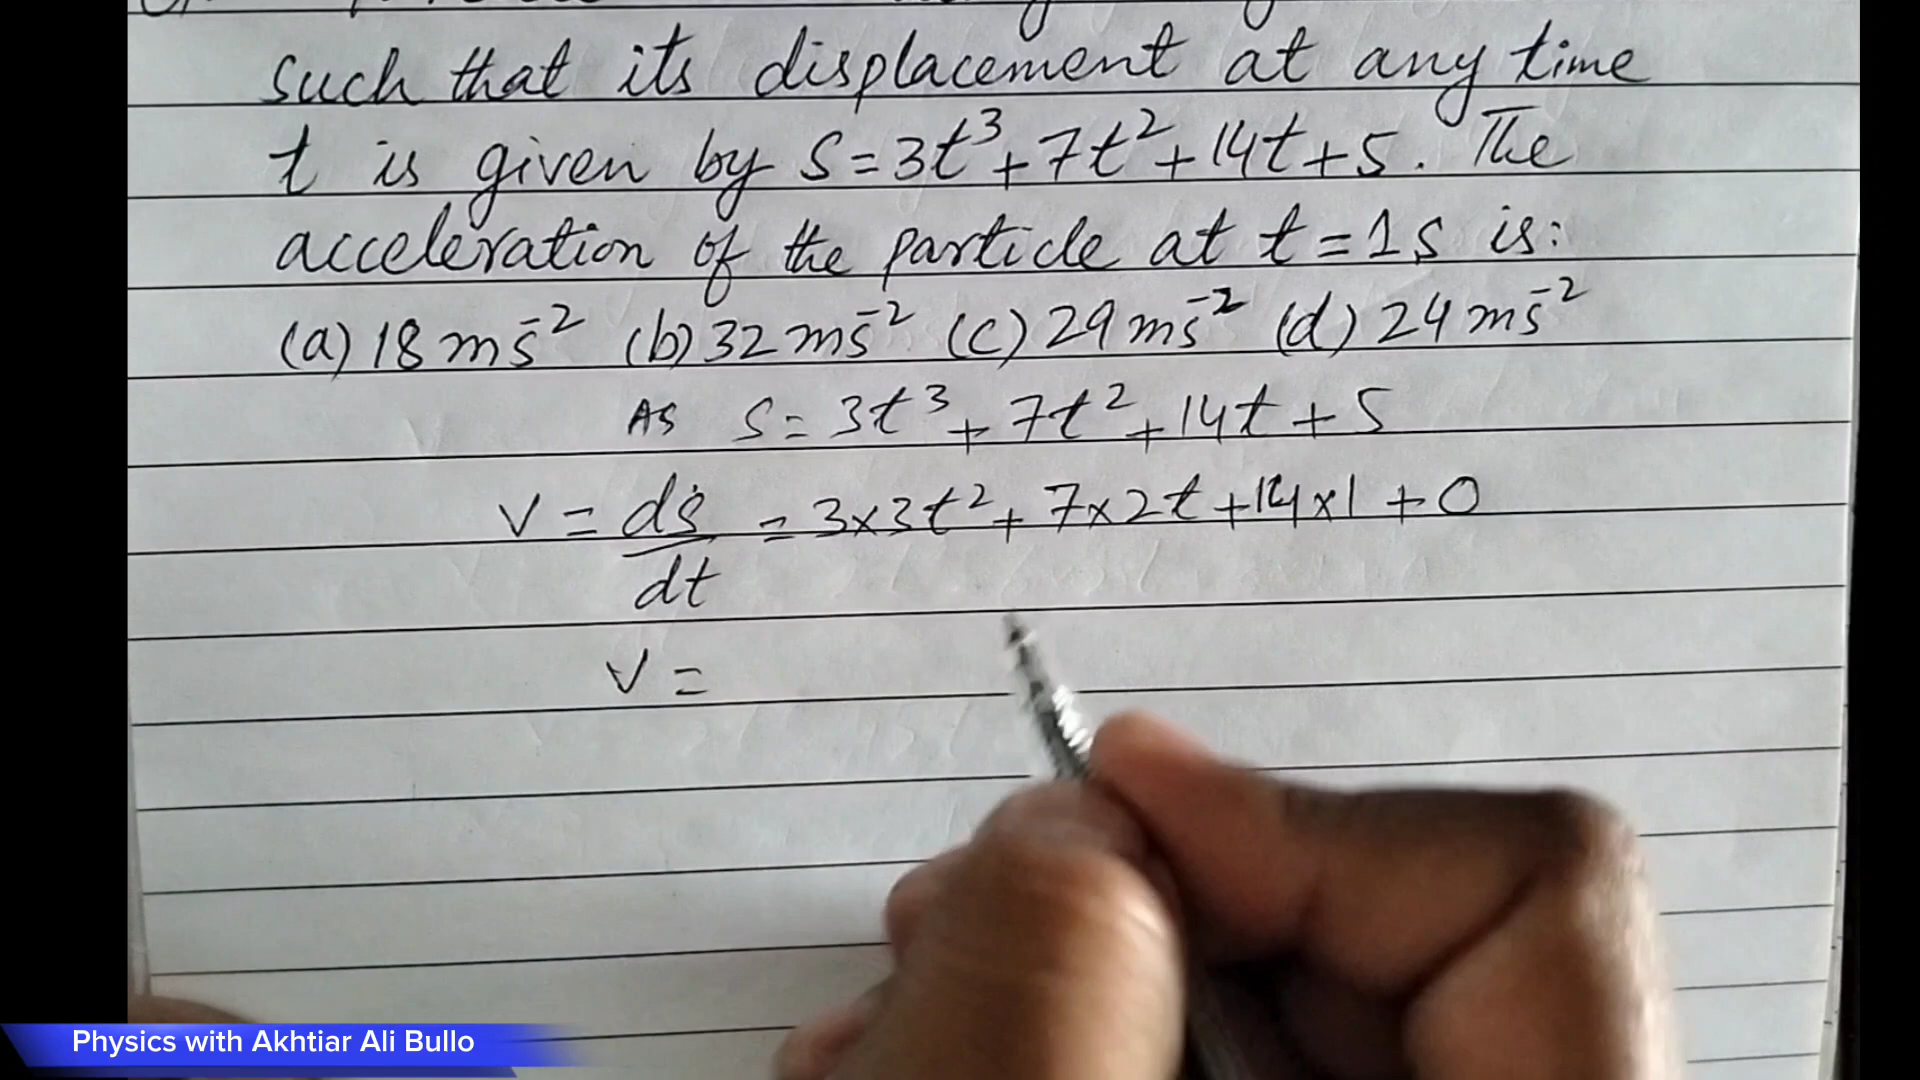 such that its displacement at any time
t is given by S=3t³+7t²+14t+5. The
acceleration of the particle at t=1s is:
(a) 18 ms⁻² (b) 32 ms⁻² (c) 29 ms⁻² (d) 24 ms⁻²
As S=3t³+7t²+14t+5
V = ds/dt = 3×3t²+7×2t+14×1+0
V =
Physics with Akhtiar Ali Bullo